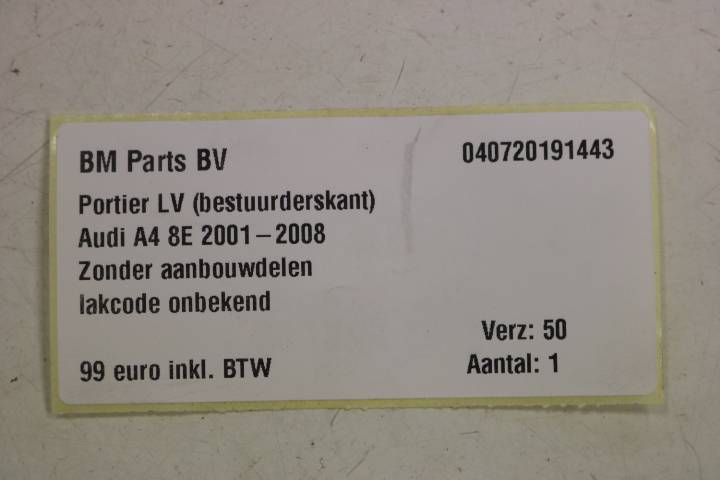 BM Parts BV
040720191443
Portier LV (bestuurderskant)
Audi A4 8E 2001 – 2008
Zonder aanbouwdelen
lakcode onbekend
Verz: 50
99 euro inkl. BTW
Aantal: 1